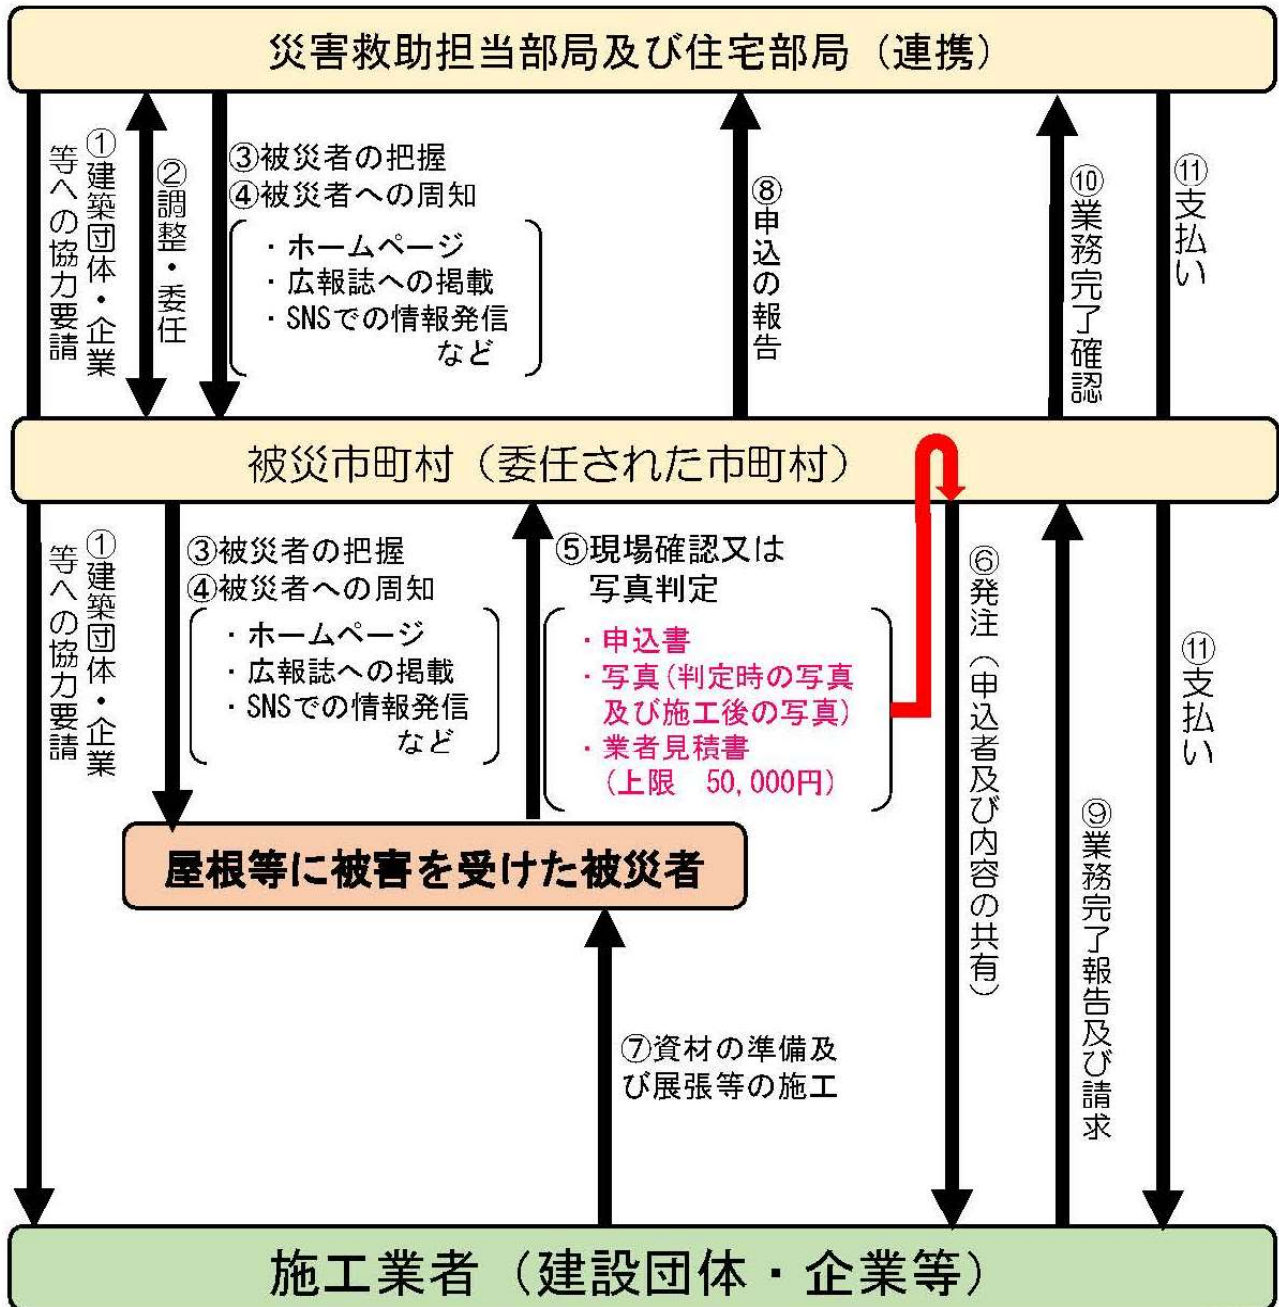 災害救助担当部局及び住宅部局（連携）
①建築団体・企業
等への協力要請
②調整・委任
③被災者の把握
④被災者への周知
・ホームページ
・広報誌への掲載
・SNSでの情報発信
など
⑧申込の報告
⑩業務完了確認
⑪支払い
被災市町村（委任された市町村）
①建築団体・企業
等への協力要請
③被災者の把握
④被災者への周知
・ホームページ
・広報誌への掲載
・SNSでの情報発信
など
⑤現場確認又は
写真判定
・申込書
・写真（判定時の写真
及び施工後の写真）
・業者見積書
（上限　50,000円）
⑥発注（申込者及び内容の共有）
⑨業務完了報告及び請求
⑪支払い
屋根等に被害を受けた被災者
⑦資材の準備及
び展張等の施工
施工業者（建設団体・企業等）